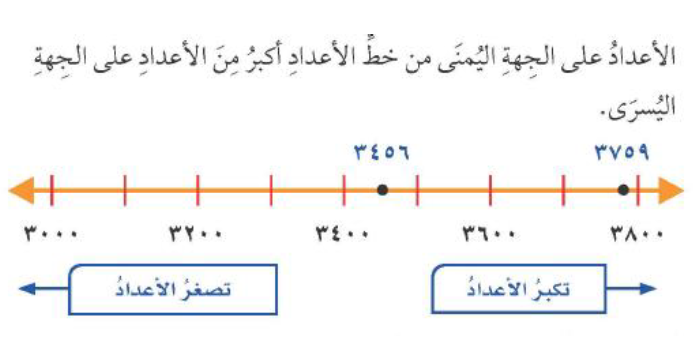 الأعدادُ على الجِهةِ اليُمنَى من خطِّ الأعدادِ أكبرُ مِنَ الأعدادِ على الجِهةِ
اليُسرَى.
٣٤٥٦ ٣٧٥٩
٣٠٠٠ ٣٢٠٠ ٣٤٠٠ ٣٦٠٠ ٣٨٠٠
تصغرُ الأعدادُ تكبرُ الأعدادُ